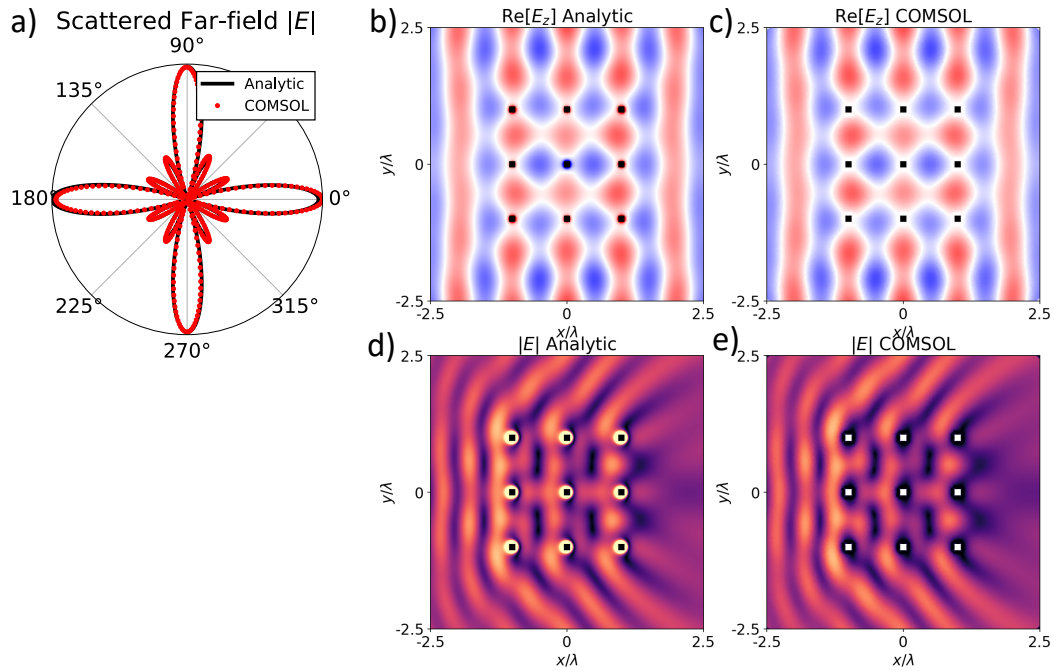 a)
Scattered Far-field |E|
90°
135°
180°
0°
225°
315°
270°
Analytic
COMSOL
b)
Re[E_z] Analytic
y/λ
2.5
0
-2.5
-2.5
0
2.5
x/λ
c)
Re[E_z] COMSOL
y/λ
2.5
0
-2.5
-2.5
0
2.5
x/λ
d)
|E| Analytic
y/λ
2.5
0
-2.5
-2.5
0
2.5
x/λ
e)
|E| COMSOL
y/λ
2.5
0
-2.5
-2.5
0
2.5
x/λ